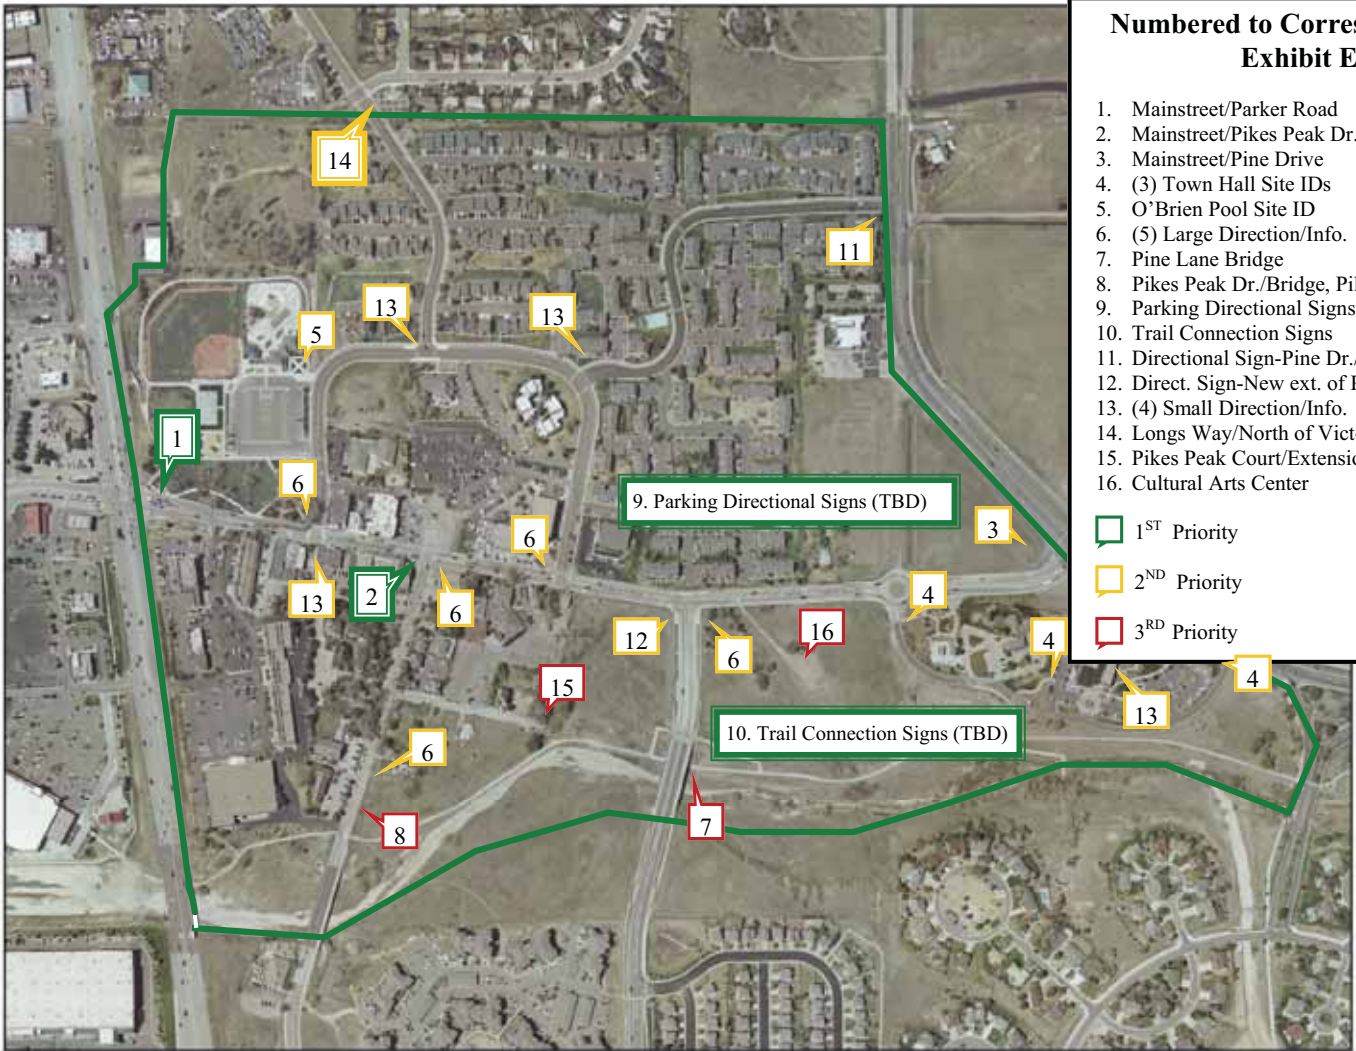 Numbered to Corres
Exhibit E
1. Mainstreet/Parker Road
2. Mainstreet/Pikes Peak Dr.
3. Mainstreet/Pine Drive
4. (3) Town Hall Site IDs
5. O’Brien Pool Site ID
6. (5) Large Direction/Info.
7. Pine Lane Bridge
8. Pikes Peak Dr./Bridge, Pil
9. Parking Directional Signs
10. Trail Connection Signs
11. Directional Sign-Pine Dr./
12. Direct. Sign-New ext. of P
13. (4) Small Direction/Info.
14. Longs Way/North of Victo
15. Pikes Peak Court/Extensio
16. Cultural Arts Center
1ST Priority
2ND Priority
3RD Priority
14
11
13
5
13
1
6
9. Parking Directional Signs (TBD)
3
6
13
2
6
4
12
6
16
4
15
4
13
10. Trail Connection Signs (TBD)
6
8
7